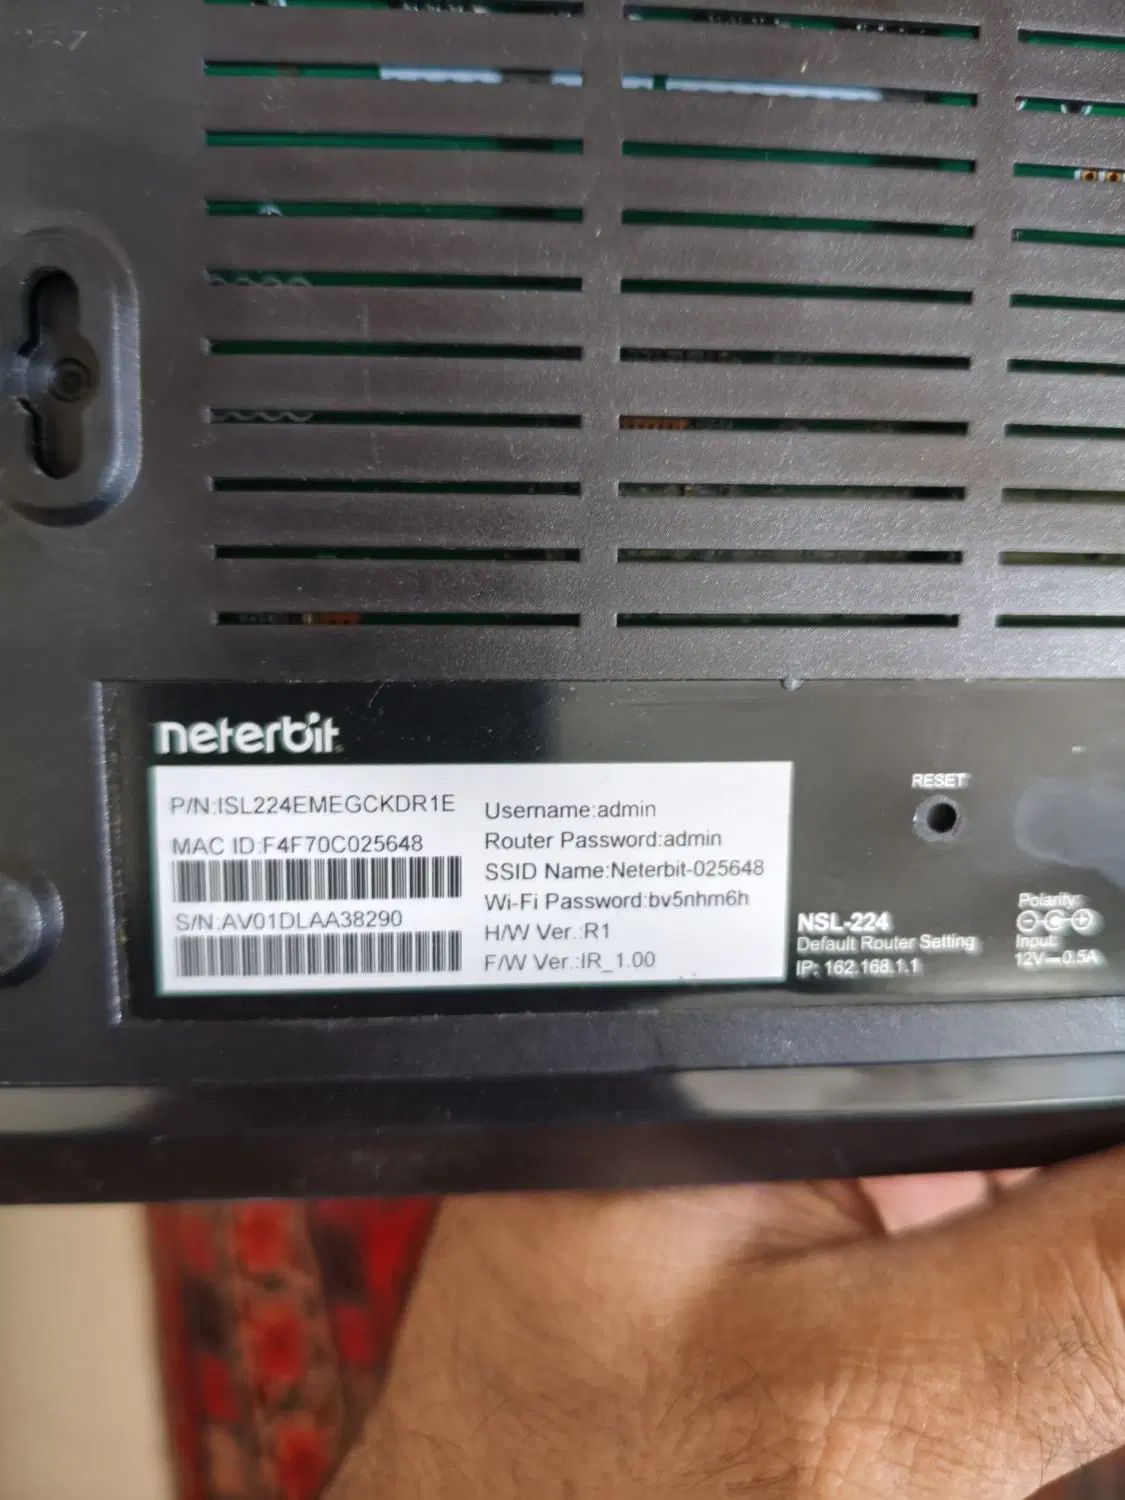 neterbit
P/N:ISL224EMEGCKDR1E
MAC ID:F4F70C025648
S/N:AV01DLAA38290
Username:admin
Router Password:admin
SSID Name:Neterbit-025648
Wi-Fi Password:bv5nhm6h
H/W Ver.:R1
F/W Ver.:IR_1.00
RESET
NSL-224
Default Router Setting
IP: 162.168.1.1
Polarity:
Input:
12V⎓0.5A